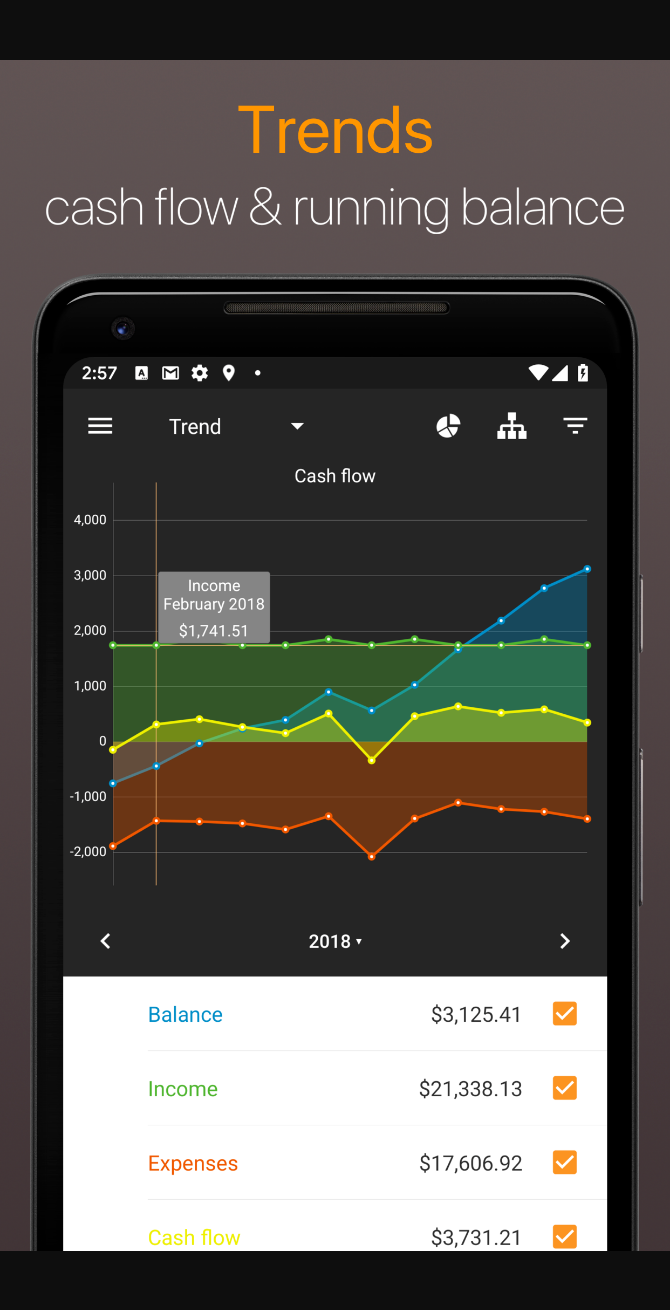 Trends
cash flow & running balance
2:57
Trend
Cash flow
4,000
3,000
Income
February 2018
$1,741.51
2,000
1,000
0
-1,000
-2,000
2018
Balance $3,125.41
Income $21,338.13
Expenses $17,606.92
Cash flow $3,731.21